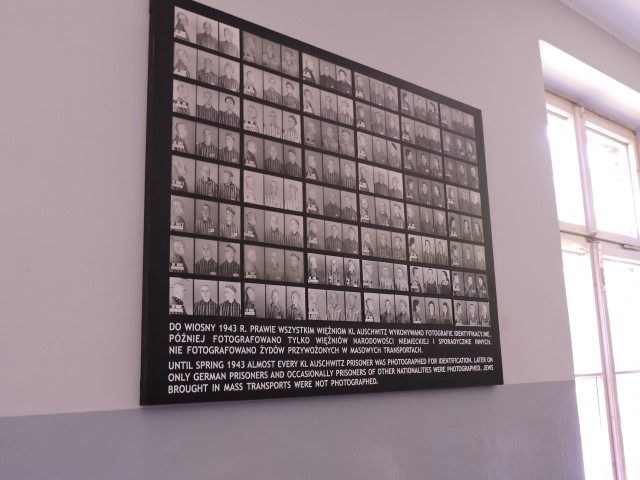 DO WIOSNY 1943 R. PRAWIE WSZYSTKIM WIĘŹNIOM KL AUSCHWITZ WYKONYWANO FOTOGRAFIE IDENTYFIKACYJNE.
PÓŹNIEJ FOTOGRAFOWANO TYLKO WIĘŹNIÓW NARODOWOŚCI NIEMIECKIEJ I SPORADYCZNIE INNYCH.
NIE FOTOGRAFOWANO ŻYDÓW PRZYWOŻONYCH W MASOWYCH TRANSPORTACH.
UNTIL SPRING 1943 ALMOST EVERY KL AUSCHWITZ PRISONER WAS PHOTOGRAPHED FOR IDENTIFICATION. LATER ON
ONLY GERMAN PRISONERS AND OCCASIONALLY PRISONERS OF OTHER NATIONALITIES WERE PHOTOGRAPHED. JEWS
BROUGHT IN MASS TRANSPORTS WERE NOT PHOTOGRAPHED.